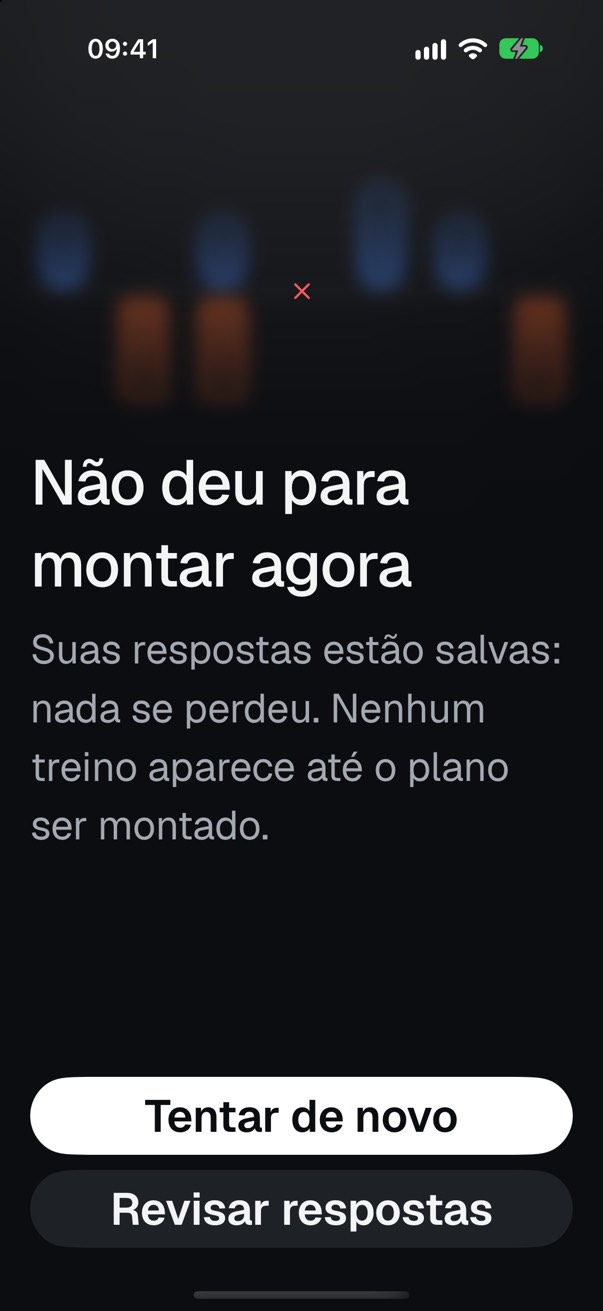 09:41
Não deu para
montar agora
Suas respostas estão salvas:
nada se perdeu. Nenhum
treino aparece até o plano
ser montado.
Tentar de novo
Revisar respostas